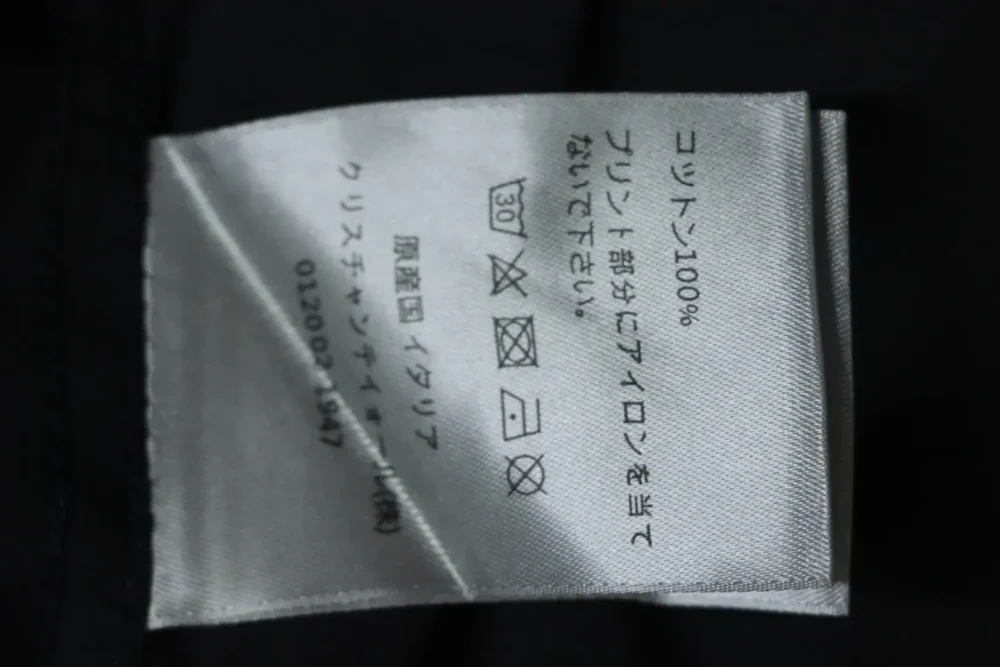 コットン100%
プリント部分にアイロンを当て
ないで下さい。
30
原産国 イタリア
クリスチャンディオール(株)
0120021947